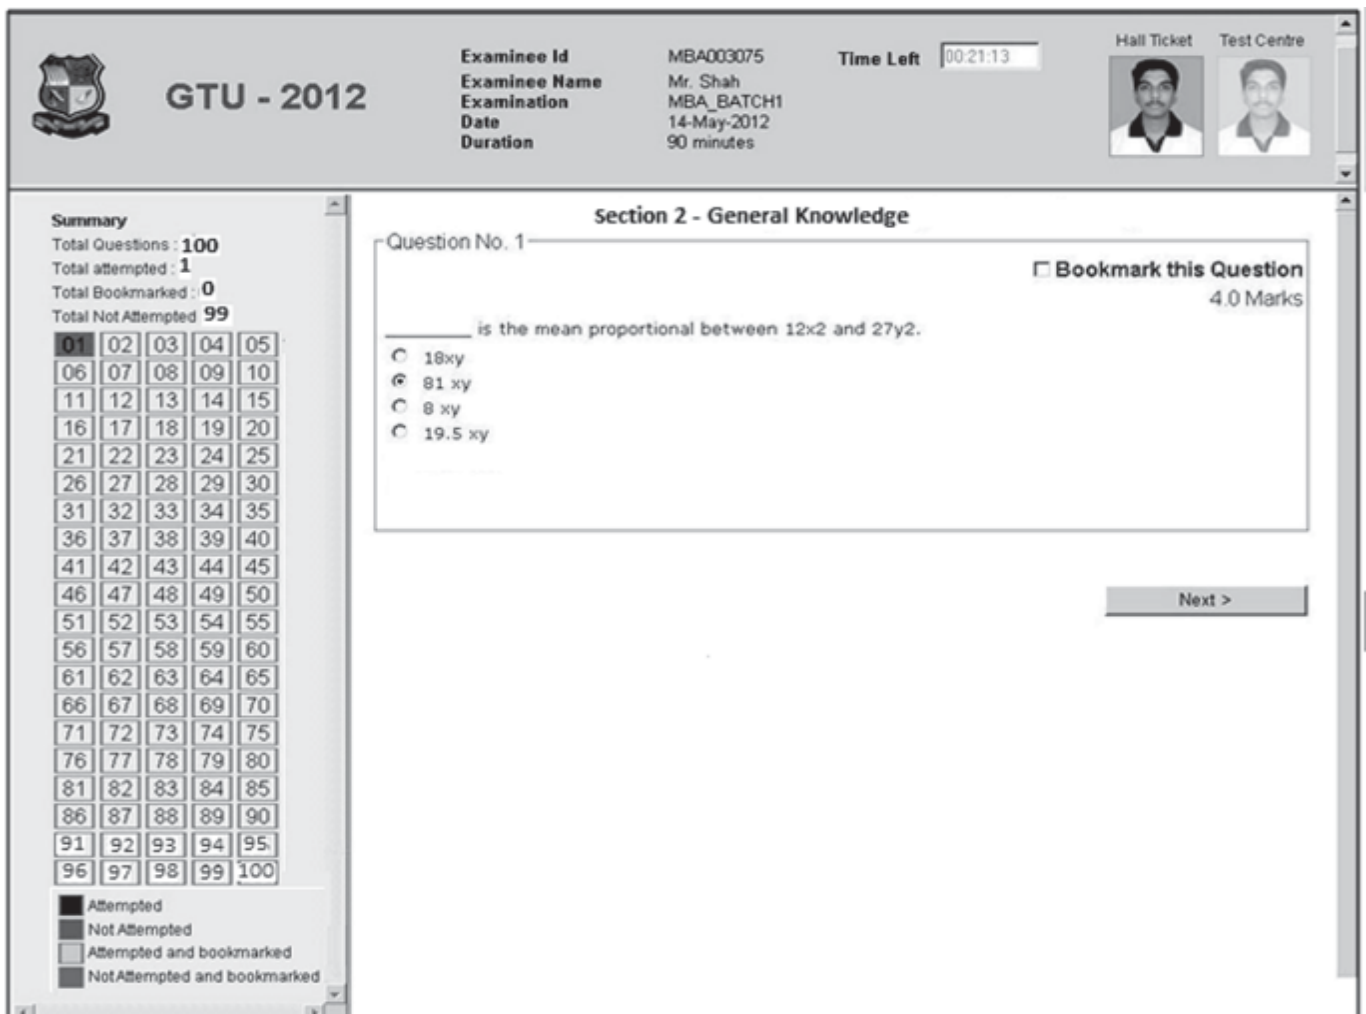 GTU - 2012
Examinee Id MBA003075
Examinee Name Mr. Shah
Examination MBA_BATCH1
Date 14-May-2012
Duration 90 minutes
Time Left 00:21:13
Hall Ticket Test Centre
Summary
Total Questions : 100
Total attempted : 1
Total Bookmarked : 0
Total Not Attempted 99
01 02 03 04 05
06 07 08 09 10
11 12 13 14 15
16 17 18 19 20
21 22 23 24 25
26 27 28 29 30
31 32 33 34 35
36 37 38 39 40
41 42 43 44 45
46 47 48 49 50
51 52 53 54 55
56 57 58 59 60
61 62 63 64 65
66 67 68 69 70
71 72 73 74 75
76 77 78 79 80
81 82 83 84 85
86 87 88 89 90
91 92 93 94 95
96 97 98 99 100
Attempted
Not Attempted
Attempted and bookmarked
Not Attempted and bookmarked
Section 2 - General Knowledge
Question No. 1
Bookmark this Question
4.0 Marks
________ is the mean proportional between 12x2 and 27y2.
18xy
81 xy
8 xy
19.5 xy
Next >